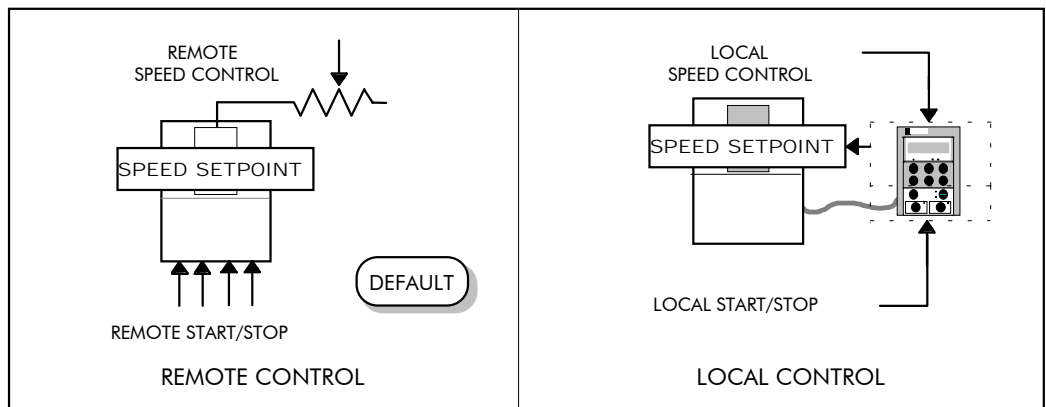 REMOTE
SPEED CONTROL
SPEED SETPOINT
DEFAULT
REMOTE START/STOP
REMOTE CONTROL
LOCAL
SPEED CONTROL
SPEED SETPOINT
LOCAL START/STOP
LOCAL CONTROL